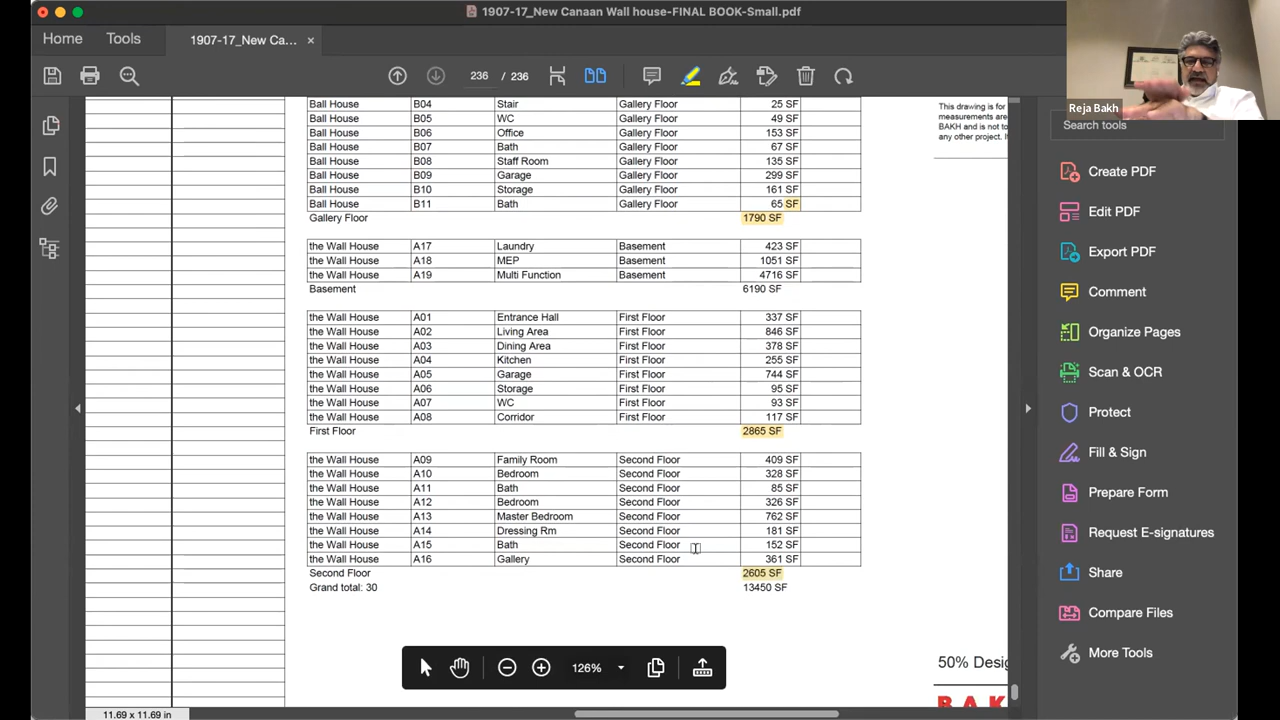 1907-17_New Canaan Wall house-FINAL BOOK-Small.pdf
Home Tools 1907-17_New Ca... ×
236 / 236
Reja Bakh
Search tools
Create PDF
Edit PDF
Export PDF
Comment
Organize Pages
Scan & OCR
Protect
Fill & Sign
Prepare Form
Request E-signatures
Share
Compare Files
More Tools
Ball House B04 Stair Gallery Floor 25 SF
Ball House B05 WC Gallery Floor 49 SF
Ball House B06 Office Gallery Floor 153 SF
Ball House B07 Bath Gallery Floor 67 SF
Ball House B08 Staff Room Gallery Floor 135 SF
Ball House B09 Garage Gallery Floor 299 SF
Ball House B10 Storage Gallery Floor 161 SF
Ball House B11 Bath Gallery Floor 65 SF
Gallery Floor 1790 SF
the Wall House A17 Laundry Basement 423 SF
the Wall House A18 MEP Basement 1051 SF
the Wall House A19 Multi Function Basement 4716 SF
Basement 6190 SF
the Wall House A01 Entrance Hall First Floor 337 SF
the Wall House A02 Living Area First Floor 846 SF
the Wall House A03 Dining Area First Floor 378 SF
the Wall House A04 Kitchen First Floor 255 SF
the Wall House A05 Garage First Floor 744 SF
the Wall House A06 Storage First Floor 95 SF
the Wall House A07 WC First Floor 93 SF
the Wall House A08 Corridor First Floor 117 SF
First Floor 2865 SF
the Wall House A09 Family Room Second Floor 409 SF
the Wall House A10 Bedroom Second Floor 328 SF
the Wall House A11 Bath Second Floor 85 SF
the Wall House A12 Bedroom Second Floor 326 SF
the Wall House A13 Master Bedroom Second Floor 762 SF
the Wall House A14 Dressing Rm Second Floor 181 SF
the Wall House A15 Bath Second Floor 152 SF
the Wall House A16 Gallery Second Floor 361 SF
Second Floor 2605 SF
Grand total: 30 13450 SF
This drawing is for
measurements are
BAKH and is not to
any other project. I
50% Desig
B A K
126%
11.69 x 11.69 in